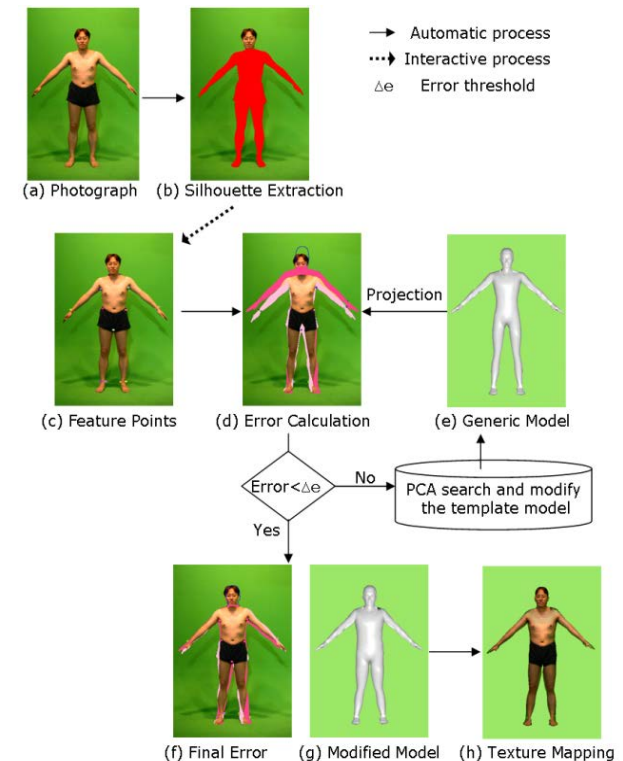 Automatic process
Interactive process
Δe Error threshold
(a) Photograph
(b) Silhouette Extraction
Projection
(c) Feature Points
(d) Error Calculation
(e) Generic Model
Error<Δe
No
PCA search and modify
the template model
Yes
(f) Final Error
(g) Modified Model
(h) Texture Mapping